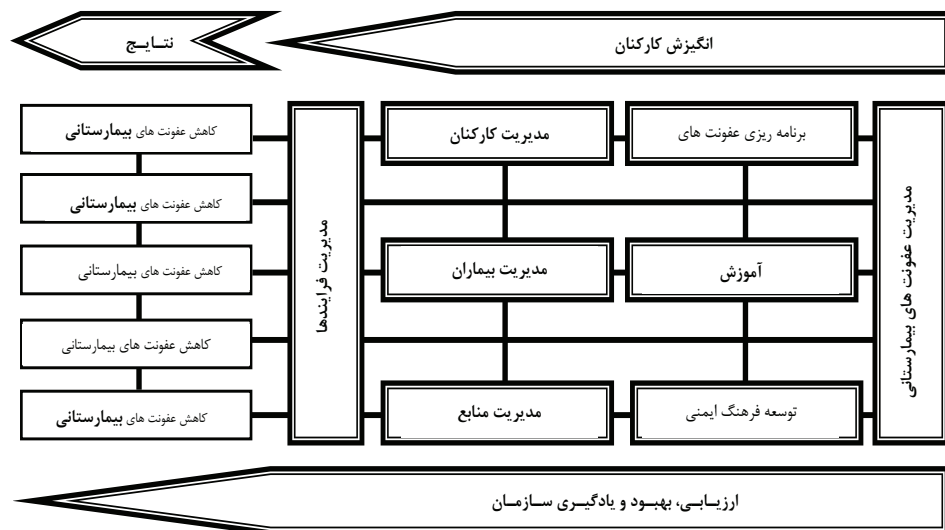 انگیزش کارکنان
نتـایـج
مدیریت عفونت های بیمارستانی
برنامه ریزی عفونت های
مدیریت کارکنان
مدیریت فرایندها
کاهش عفونت های بیمارستانی
کاهش عفونت های بیمارستانی
آموزش
مدیریت بیماران
کاهش عفونت های بیمارستانی
کاهش عفونت های بیمارستانی
توسعه فرهنگ ایمنی
مدیریت منابع
کاهش عفونت های بیمارستانی
ارزیـابـی، بهبـود و یادگیـری سـازمـان